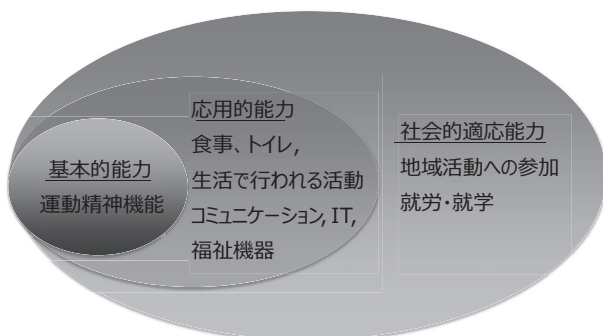 基本的能力
運動精神機能
応用的能力
食事、トイレ,
生活で行われる活動
コミュニケーション, IT,
福祉機器
社会的適応能力
地域活動への参加
就労・就学